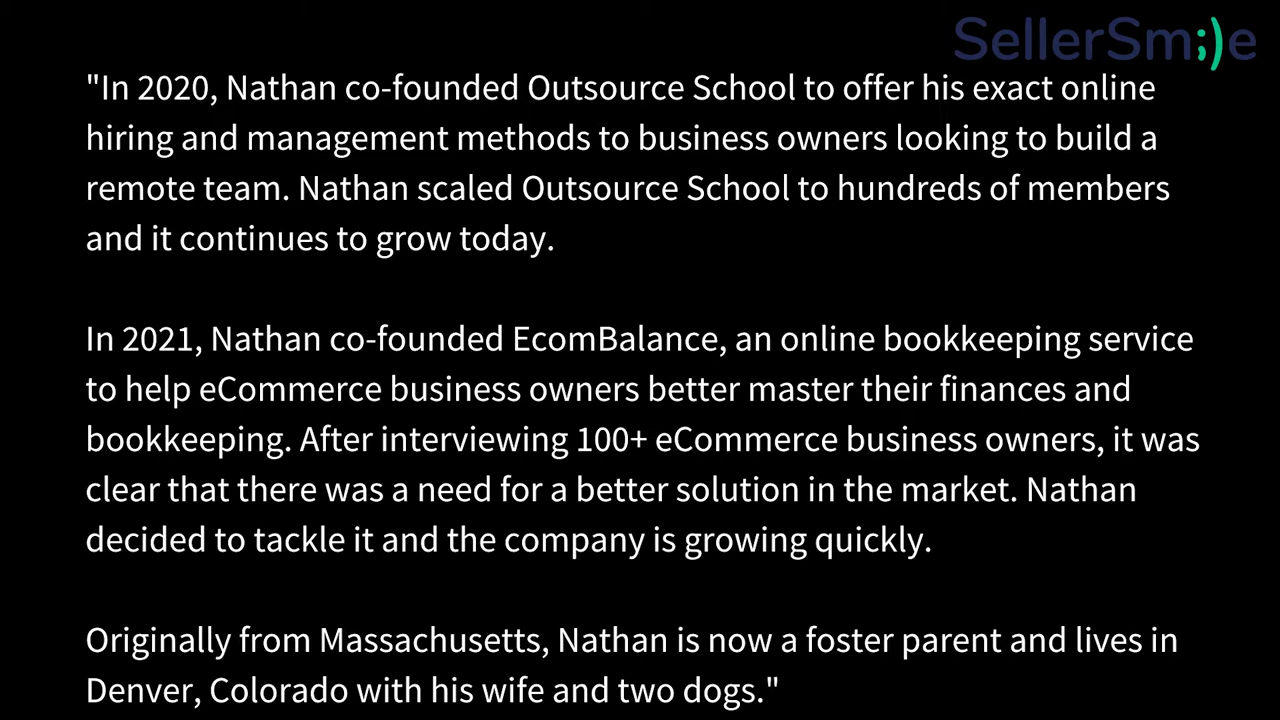 SellerSm;)e
"In 2020, Nathan co-founded Outsource School to offer his exact online
hiring and management methods to business owners looking to build a
remote team. Nathan scaled Outsource School to hundreds of members
and it continues to grow today.
In 2021, Nathan co-founded EcomBalance, an online bookkeeping service
to help eCommerce business owners better master their finances and
bookkeeping. After interviewing 100+ eCommerce business owners, it was
clear that there was a need for a better solution in the market. Nathan
decided to tackle it and the company is growing quickly.
Originally from Massachusetts, Nathan is now a foster parent and lives in
Denver, Colorado with his wife and two dogs."